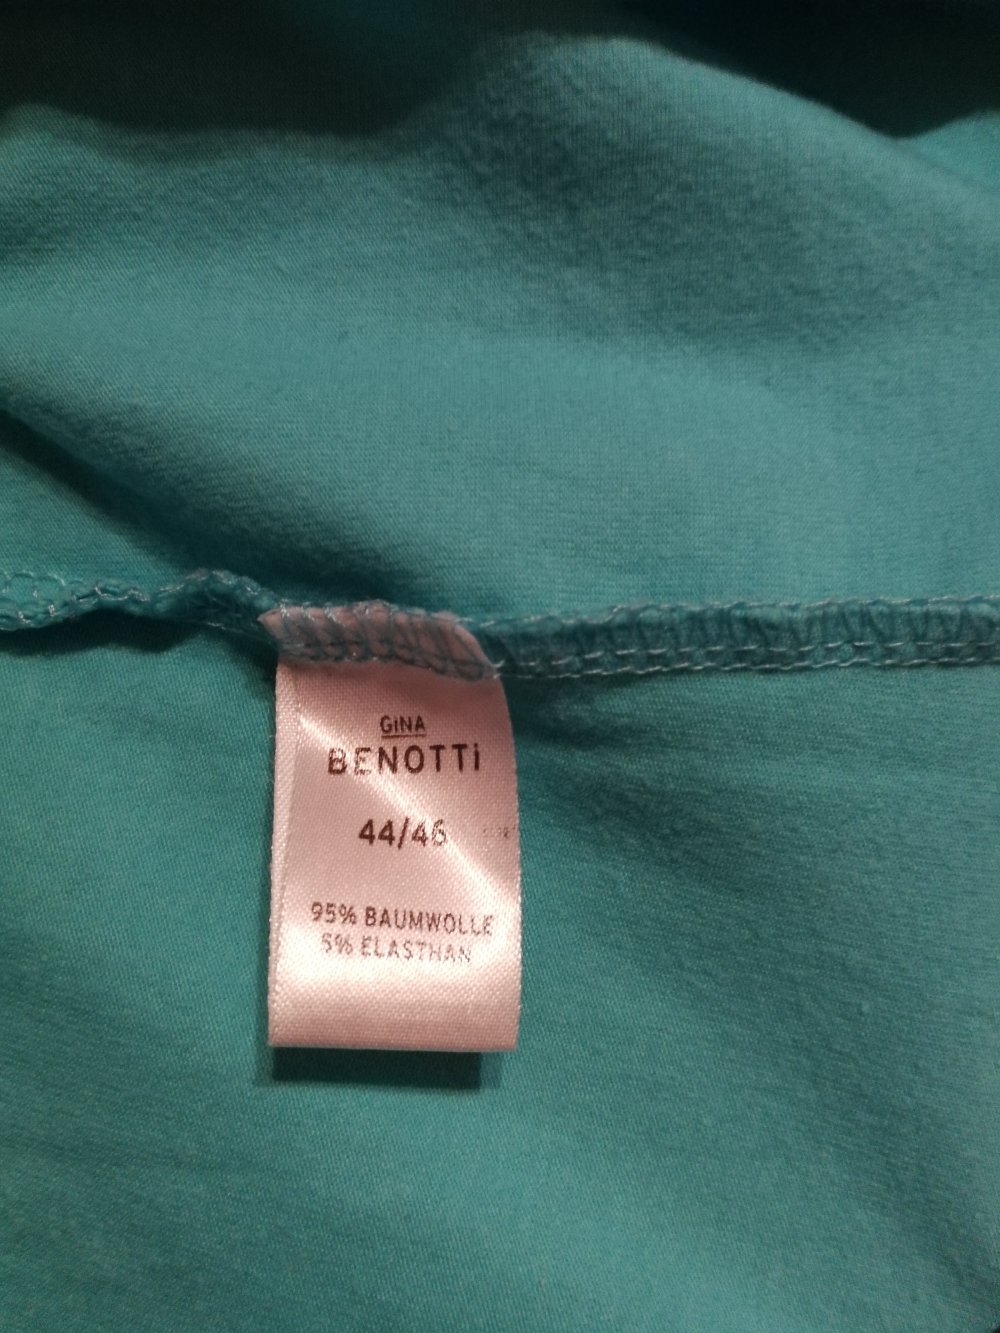 GiNA
BENOTTi
44/46
95% BAUMWOLLE
5% ELASTHAN